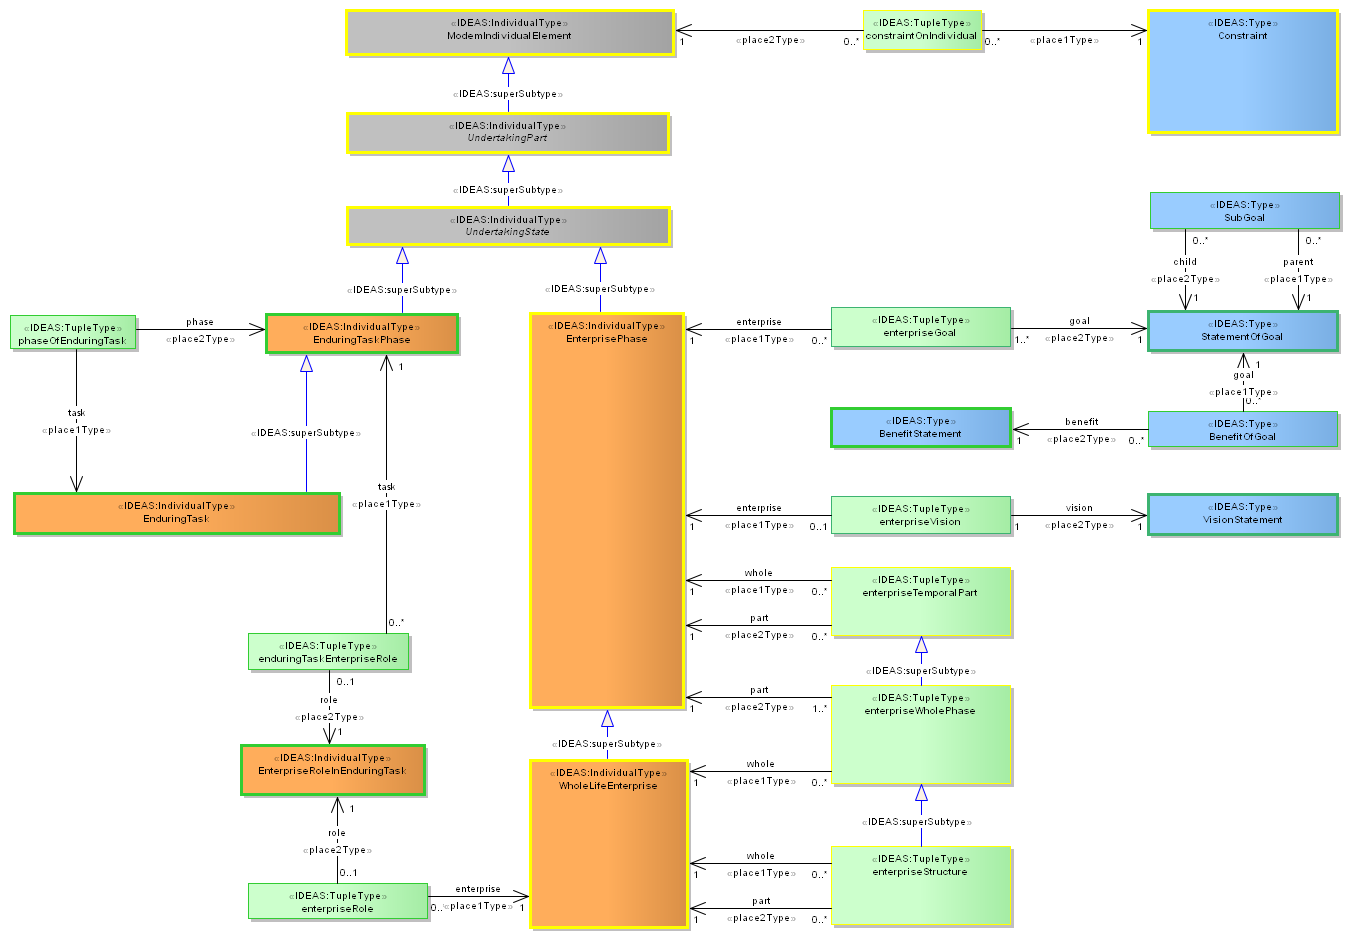 «IDEAS:IndividualType»
ModemIndividualElement
1
«place2Type»
0..*
«IDEAS:TupleType»
constraintOnIndividual
0..*
«place1Type»
1
«IDEAS:Type»
Constraint
«IDEAS:superSubtype»
«IDEAS:IndividualType»
UndertakingPart
«IDEAS:superSubtype»
«IDEAS:IndividualType»
UndertakingState
«IDEAS:Type»
SubGoal
0..*
0..*
child
parent
«place2Type»
«place1Type»
1
1
«IDEAS:superSubtype»
«IDEAS:superSubtype»
«IDEAS:TupleType»
phaseOfEnduringTask
phase
«place2Type»
«IDEAS:IndividualType»
EnduringTaskPhase
«IDEAS:IndividualType»
EnterprisePhase
enterprise
1
«place1Type»
0..*
«IDEAS:TupleType»
enterpriseGoal
goal
1..*
«place2Type»
1
«IDEAS:Type»
StatementOfGoal
1
goal
«place1Type»
0..*
1
task
«place1Type»
«IDEAS:superSubtype»
«IDEAS:Type»
BenefitStatement
benefit
1
«place2Type»
0..*
«IDEAS:Type»
BenefitOfGoal
task
«place1Type»
«IDEAS:IndividualType»
EnduringTask
enterprise
1
«place1Type»
0..1
«IDEAS:TupleType»
enterpriseVision
vision
1
«place2Type»
1
«IDEAS:Type»
VisionStatement
whole
1
«place1Type»
0..*
«IDEAS:TupleType»
enterpriseTemporalPart
part
1
«place2Type»
0..*
0..*
«IDEAS:TupleType»
enduringTaskEnterpriseRole
0..1
role
«place2Type»
1
«IDEAS:superSubtype»
part
1
«place2Type»
1..*
«IDEAS:TupleType»
enterpriseWholePhase
«IDEAS:superSubtype»
«IDEAS:IndividualType»
EnterpriseRoleInEnduringTask
«IDEAS:IndividualType»
WholeLifeEnterprise
whole
1
«place1Type»
0..*
1
role
«place2Type»
0..1
«IDEAS:superSubtype»
«IDEAS:TupleType»
enterpriseStructure
whole
1
«place1Type»
0..*
«IDEAS:TupleType»
enterpriseRole
enterprise
0..*
«place1Type»
1
part
1
«place2Type»
0..*